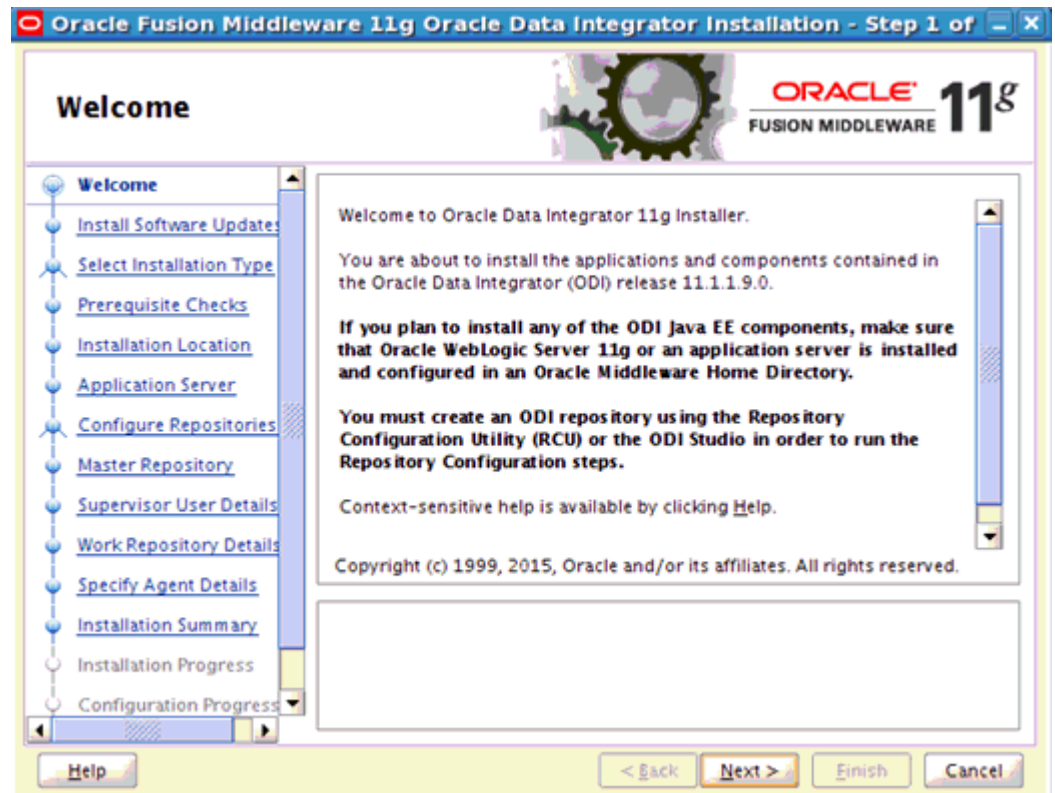 Oracle Fusion Middleware 11g Oracle Data Integrator Installation - Step 1 of
Welcome
ORACLE
FUSION MIDDLEWARE
11g
Welcome
Install Software Updates
Select Installation Type
Prerequisite Checks
Installation Location
Application Server
Configure Repositories
Master Repository
Supervisor User Details
Work Repository Details
Specify Agent Details
Installation Summary
Installation Progress
Configuration Progress
Welcome to Oracle Data Integrator 11g Installer.
You are about to install the applications and components contained in
the Oracle Data Integrator (ODI) release 11.1.1.9.0.
If you plan to install any of the ODI Java EE components, make sure
that Oracle WebLogic Server 11g or an application server is installed
and configured in an Oracle Middleware Home Directory.
You must create an ODI repository using the Repository
Configuration Utility (RCU) or the ODI Studio in order to run the
Repository Configuration steps.
Context-sensitive help is available by clicking Help.
Copyright (c) 1999, 2015, Oracle and/or its affiliates. All rights reserved.
Help
< Back
Next >
Finish
Cancel